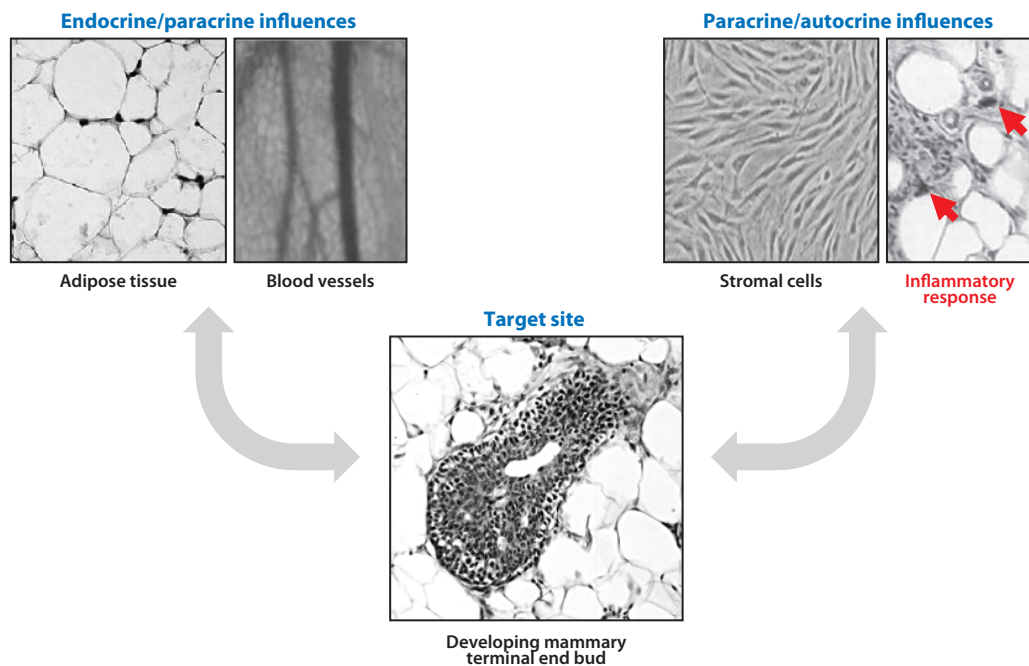 Endocrine/paracrine influences
Paracrine/autocrine influences
Adipose tissue
Blood vessels
Stromal cells
Inflammatory
response
Target site
Developing mammary
terminal end bud